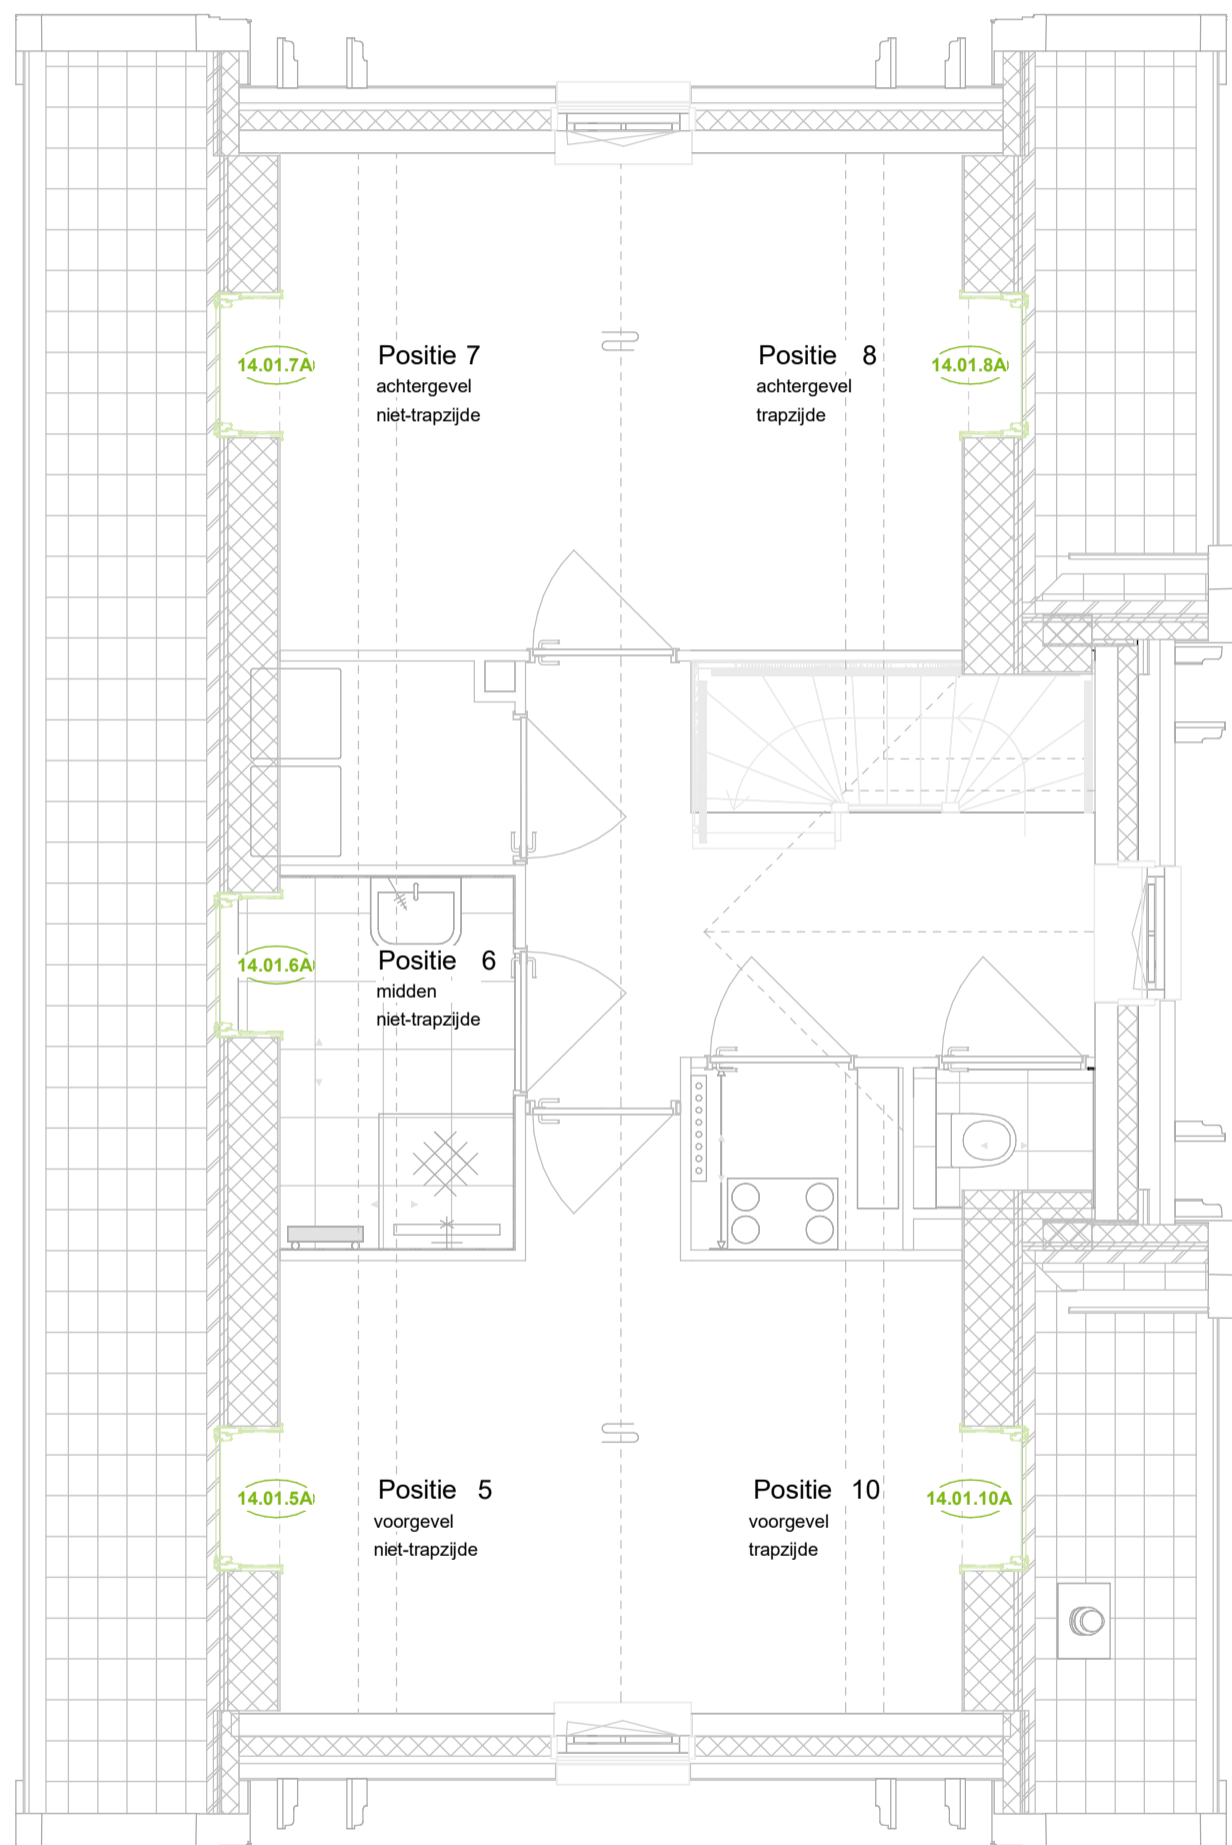 Positie 7
achtergevel
niet-trapzijde
14.01.7A
Positie 8
achtergevel
trapzijde
14.01.8A
14.01.6A
Positie 6
midden
niet-trapzijde
14.01.5A
Positie 5
voorgevel
niet-trapzijde
Positie 10
voorgevel
trapzijde
14.01.10A